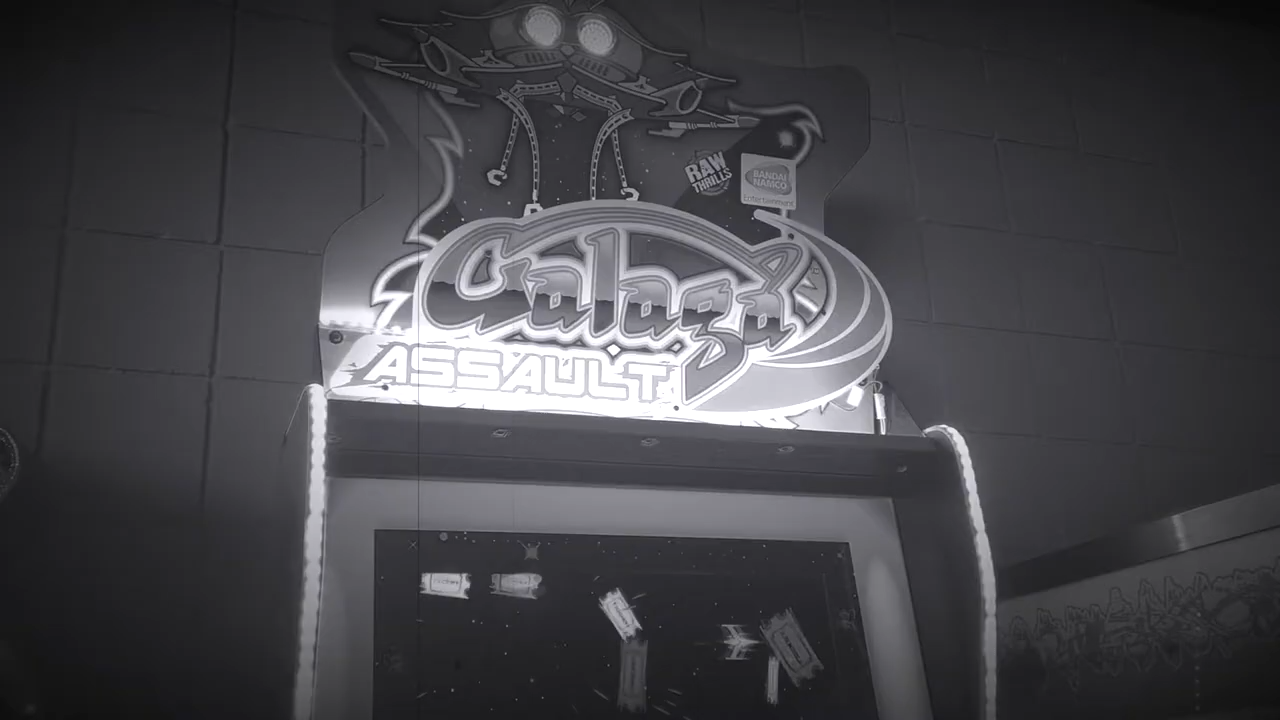 RAW
THRILLS
BANDAI
NAMCO
Entertainment
Galaga
ASSAULT